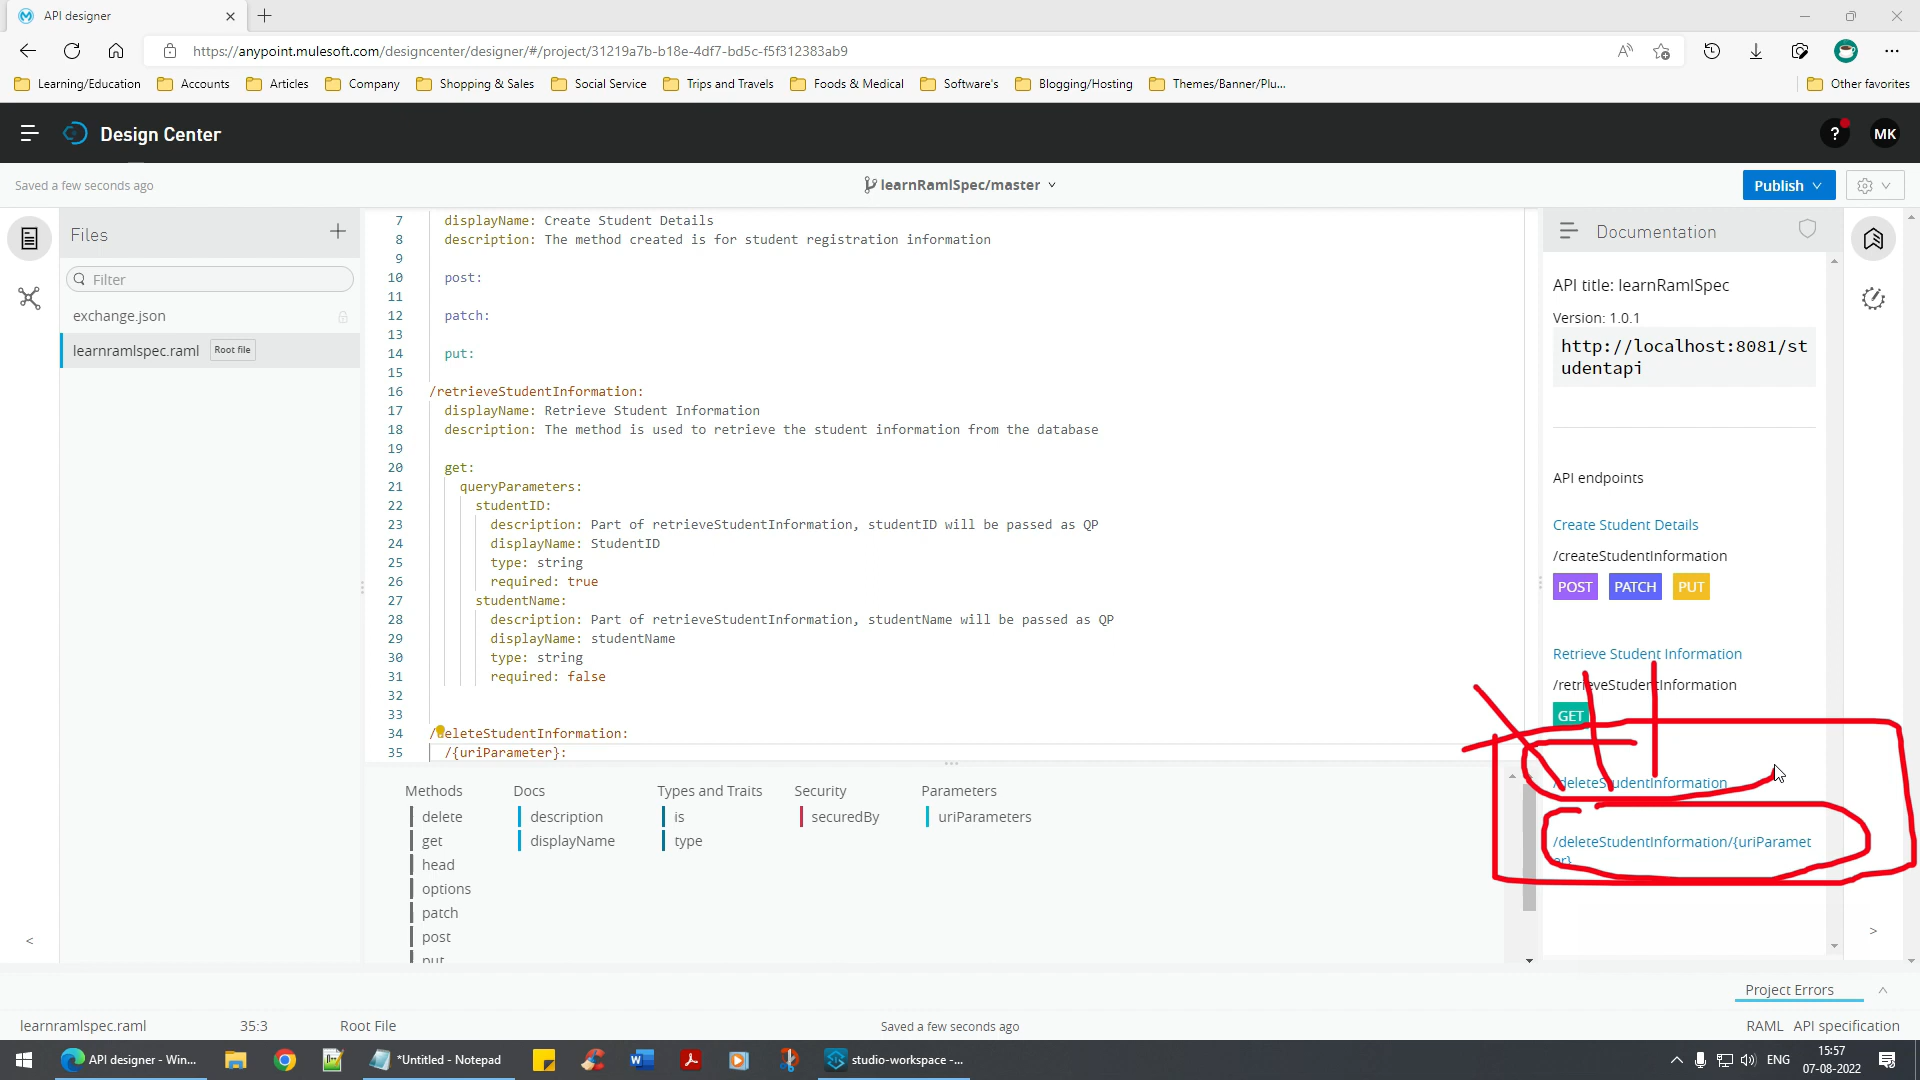 API designer
https://anypoint.mulesoft.com/designcenter/designer/#/project/31219a7b-b18e-4df7-bd5c-f5f312383ab9
Learning/Education Accounts Articles Company Shopping & Sales Social Service Trips and Travels Foods & Medical Software's Blogging/Hosting Themes/Banner/Plu... Other favorites
Design Center
? MK
Saved a few seconds ago
learnRamlSpec/master
Publish
Files
Filter
exchange.json
learnramlspec.raml Root file
7 displayName: Create Student Details
8 description: The method created is for student registration information
9
10 post:
11
12 patch:
13
14 put:
15
16 /retrieveStudentInformation:
17 displayName: Retrieve Student Information
18 description: The method is used to retrieve the student information from the database
19
20 get:
21 queryParameters:
22 studentID:
23 description: Part of retrieveStudentInformation, studentID will be passed as QP
24 displayName: StudentID
25 type: string
26 required: true
27 studentName:
28 description: Part of retrieveStudentInformation, studentName will be passed as QP
29 displayName: studentName
30 type: string
31 required: false
32
33
34 /deleteStudentInformation:
35 /{uriParameter}:
Methods
delete
get
head
options
patch
post
put
Docs
description
displayName
Types and Traits
is
type
Security
securedBy
Parameters
uriParameters
Documentation
API title: learnRamlSpec
Version: 1.0.1
http://localhost:8081/st
udentapi
API endpoints
Create Student Details
/createStudentInformation
POST PATCH PUT
Retrieve Student Information
/retrieveStudentInformation
GET
/deleteStudentInformation
/deleteStudentInformation/{uriParamet
er}
Project Errors
learnramlspec.raml 35:3 Root File Saved a few seconds ago RAML API specification
API designer - Win... *Untitled - Notepad studio-workspace -... ENG 15:57
07-08-2022